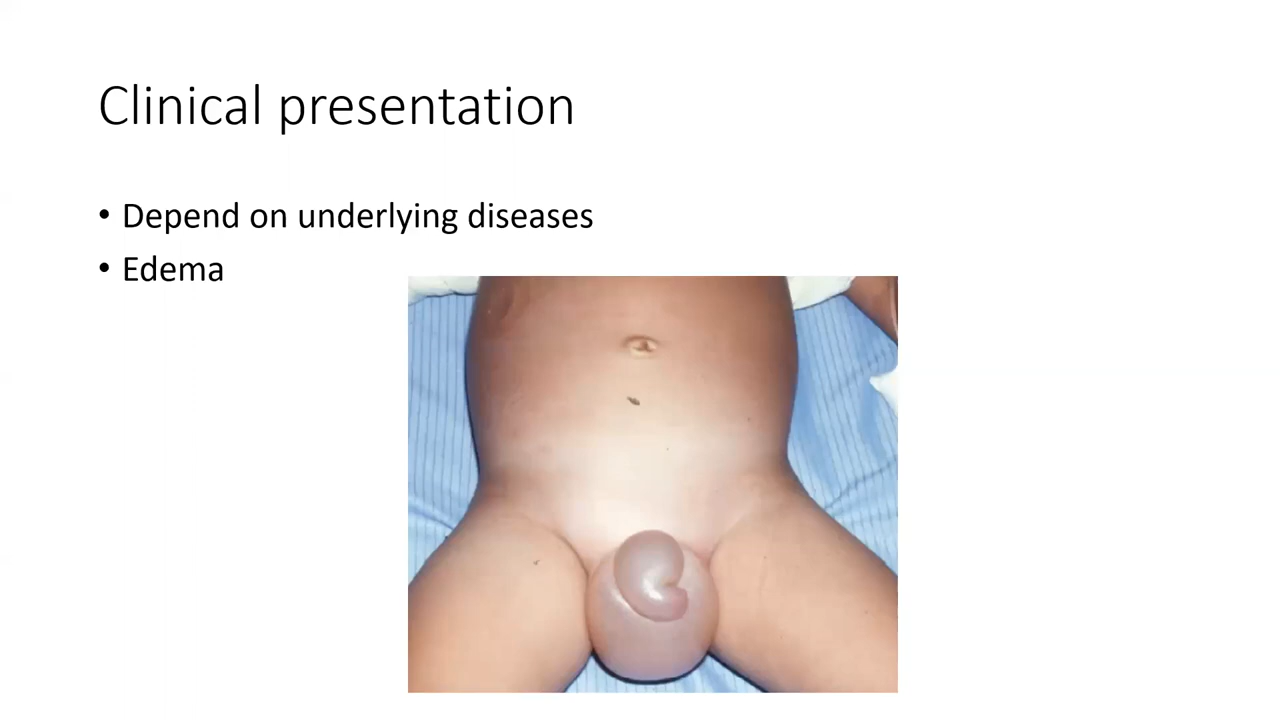 Clinical presentation
• Depend on underlying diseases
• Edema